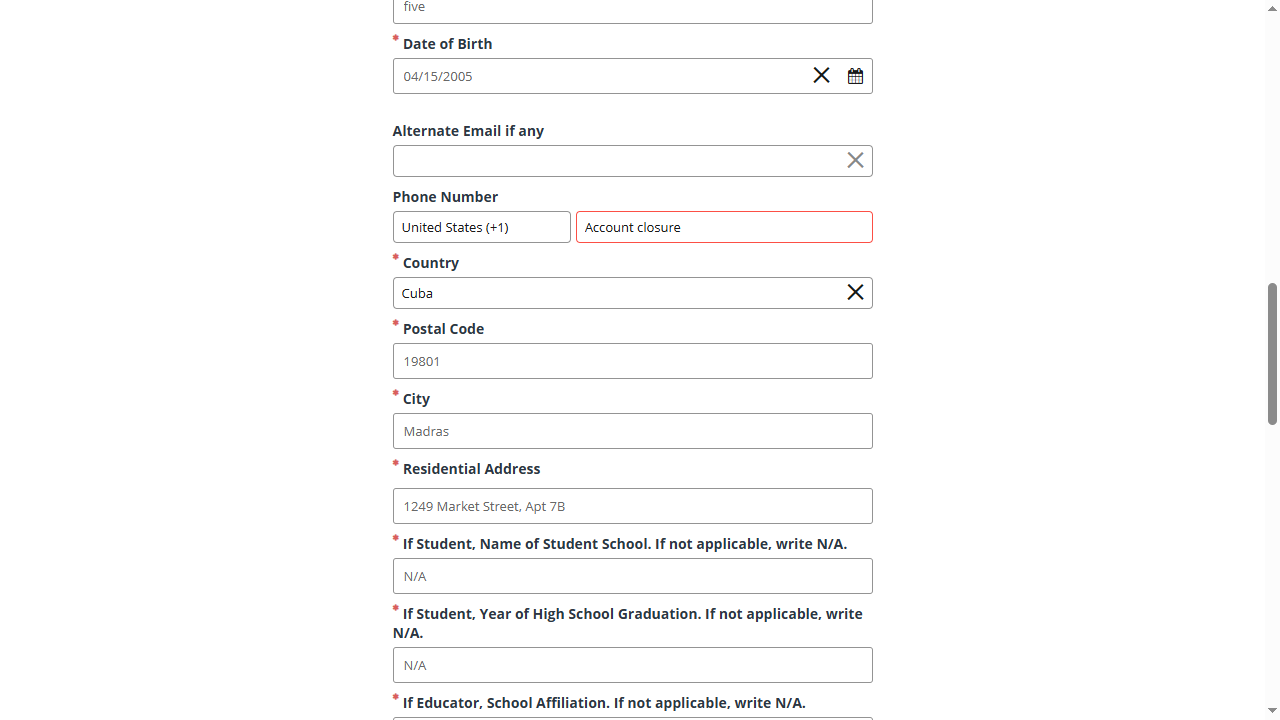 five
* Date of Birth
04/15/2005
Alternate Email if any
Phone Number
United States (+1) Account closure
* Country
Cuba
* Postal Code
19801
* City
Madras
* Residential Address
1249 Market Street, Apt 7B
* If Student, Name of Student School. If not applicable, write N/A.
N/A
* If Student, Year of High School Graduation. If not applicable, write
N/A.
N/A
* If Educator, School Affiliation. If not applicable, write N/A.